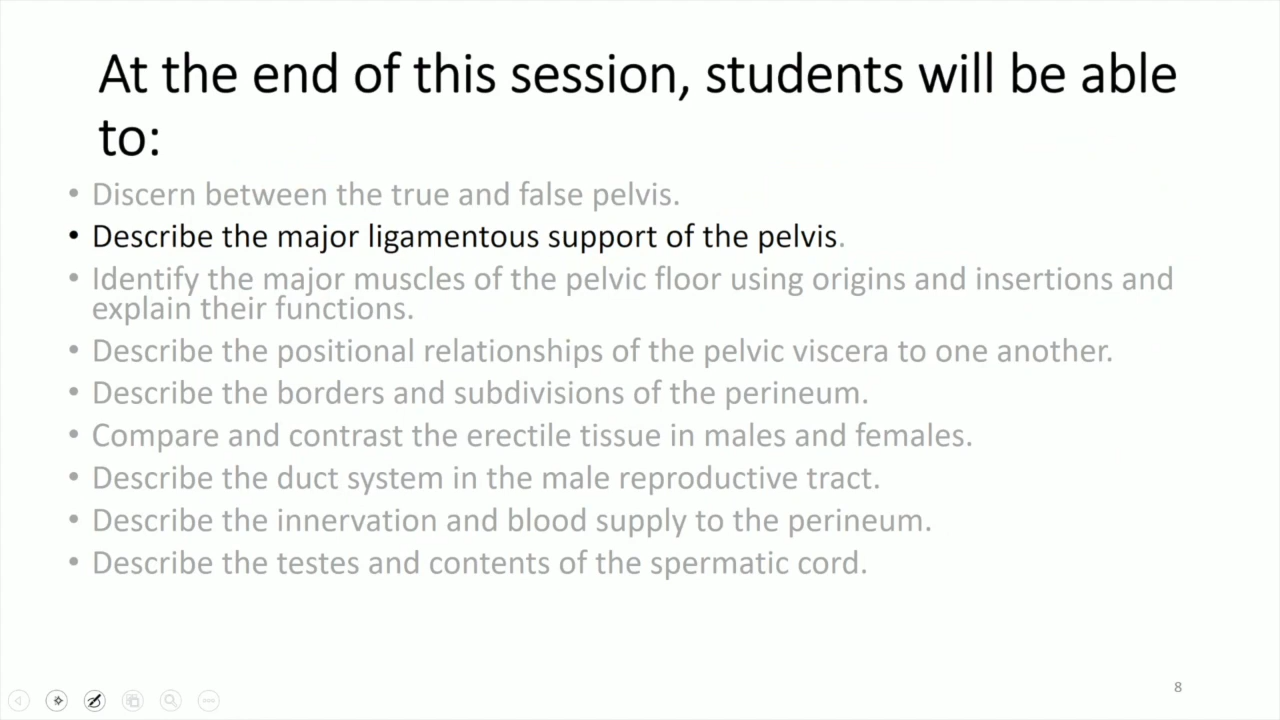 At the end of this session, students will be able
to:
• Discern between the true and false pelvis.
• Describe the major ligamentous support of the pelvis.
• Identify the major muscles of the pelvic floor using origins and insertions and
explain their functions.
• Describe the positional relationships of the pelvic viscera to one another.
• Describe the borders and subdivisions of the perineum.
• Compare and contrast the erectile tissue in males and females.
• Describe the duct system in the male reproductive tract.
• Describe the innervation and blood supply to the perineum.
• Describe the testes and contents of the spermatic cord.
8